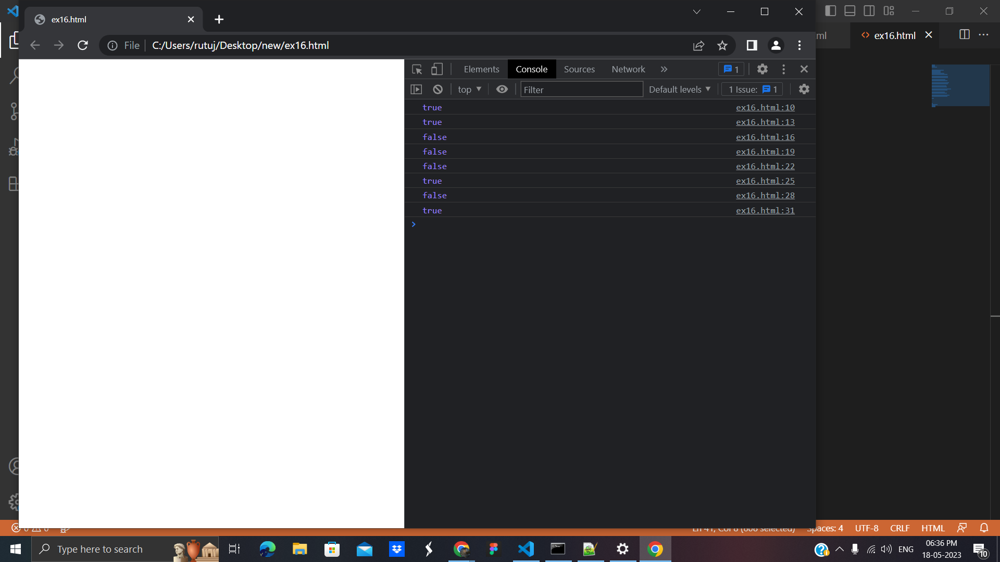 ex16.html
ml
ex16.html
File
C:/Users/rutuj/Desktop/new/ex16.html
Elements
Console
Sources
Network
1
top
Filter
Default levels
1 Issue:
1
true ex16.html:10
true ex16.html:13
false ex16.html:16
false ex16.html:19
false ex16.html:22
true ex16.html:25
false ex16.html:28
true ex16.html:31
Spaces: 4
UTF-8
CRLF
HTML
Type here to search
ENG
06:36 PM
18-05-2023
10